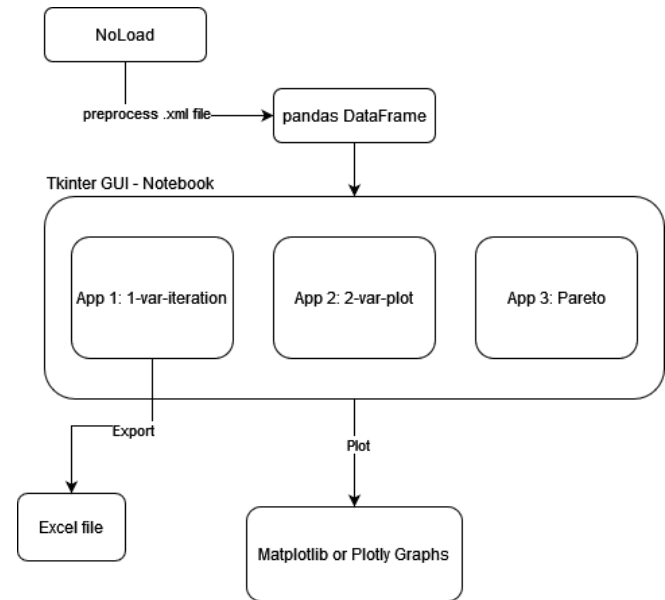 NoLoad
preprocess .xml file
pandas DataFrame
Tkinter GUI - Notebook
App 1: 1-var-iteration
App 2: 2-var-plot
App 3: Pareto
Export
Plot
Excel file
Matplotlib or Plotly Graphs